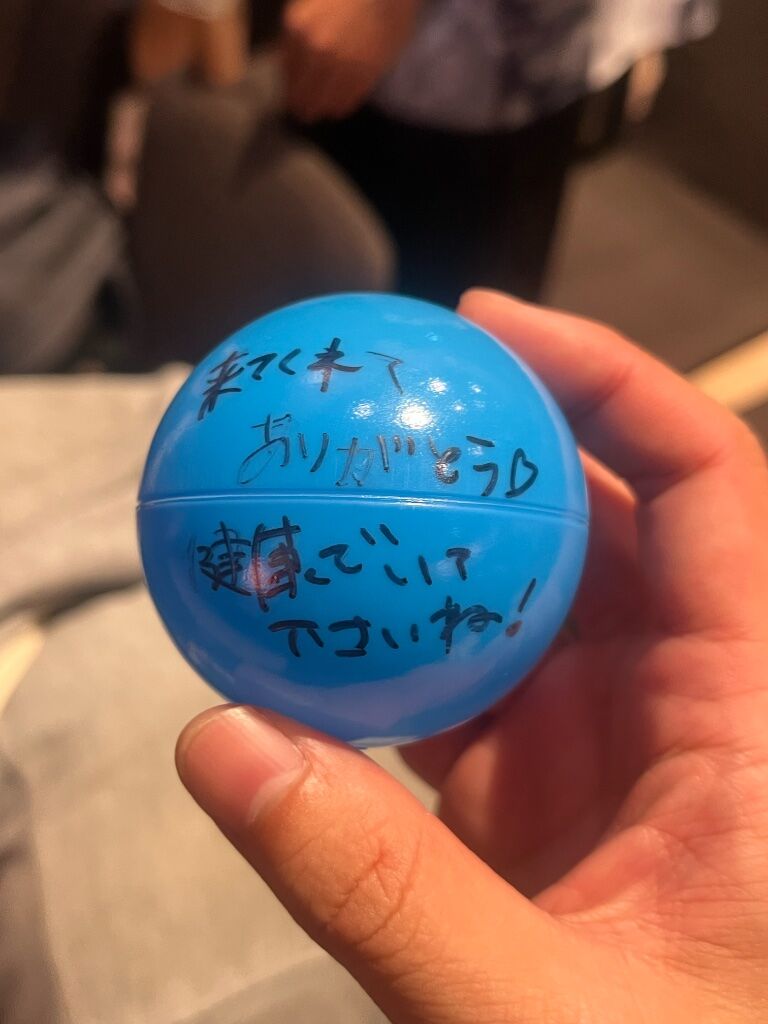 来てくれて
ありがとう♡
健康でいて
下さいね!